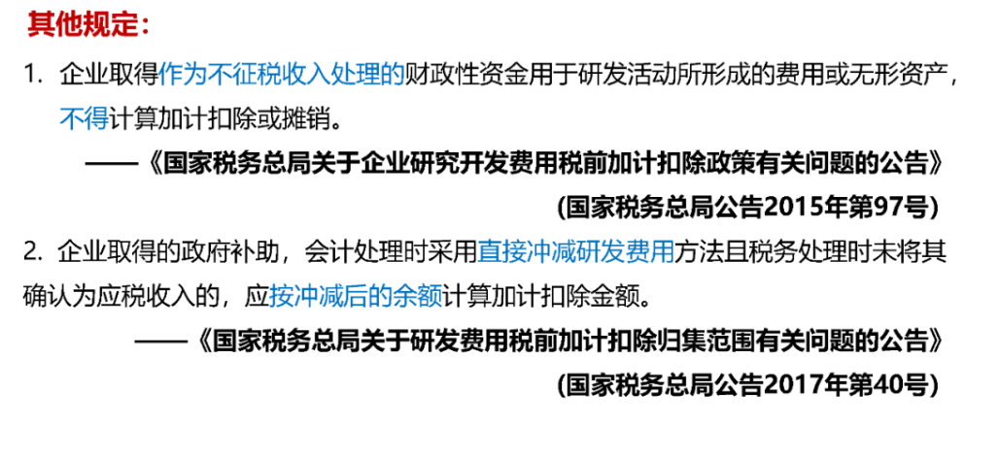 其他规定：
1. 企业取得作为不征税收入处理的财政性资金用于研发活动所形成的费用或无形资产，
不得计算加计扣除或摊销。
——《国家税务总局关于企业研究开发费用税前加计扣除政策有关问题的公告》
(国家税务总局公告2015年第97号)
2. 企业取得的政府补助，会计处理时采用直接冲减研发费用方法且税务处理时未将其
确认为应税收入的，应按冲减后的余额计算加计扣除金额。
——《国家税务总局关于研发费用税前加计扣除归集范围有关问题的公告》
(国家税务总局公告2017年第40号)